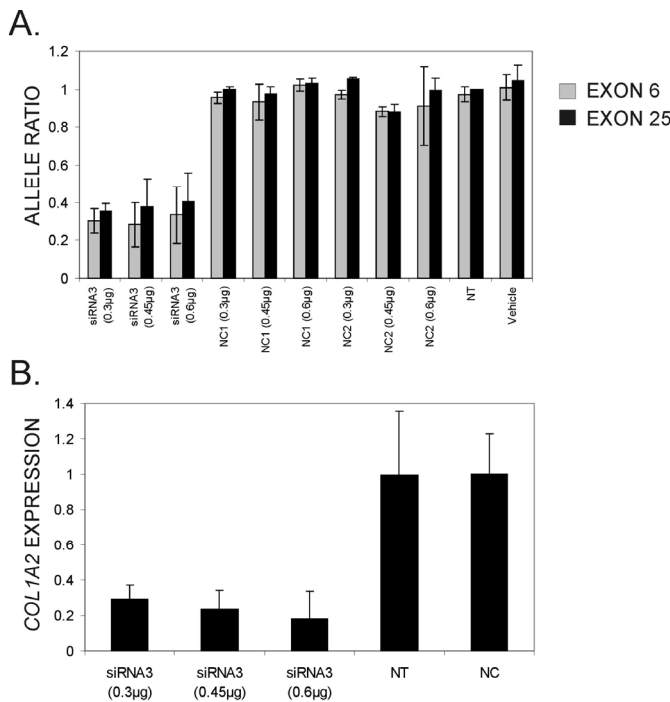 A.
1.2
1
0.8
0.6
0.4
0.2
0
ALLELE RATIO
EXON 6
EXON 25
siRNA3
(0.3µg)
siRNA3
(0.45µg)
siRNA3
(0.6µg)
NC1 (0.3µg)
NC1 (0.45µg)
NC1 (0.6µg)
NC2 (0.3µg)
NC2 (0.45µg)
NC2 (0.6µg)
NT
Vehicle
B.
1.4
1.2
1
0.8
0.6
0.4
0.2
0
COL1A2 EXPRESSION
siRNA3
(0.3µg)
siRNA3
(0.45µg)
siRNA3
(0.6µg)
NT
NC